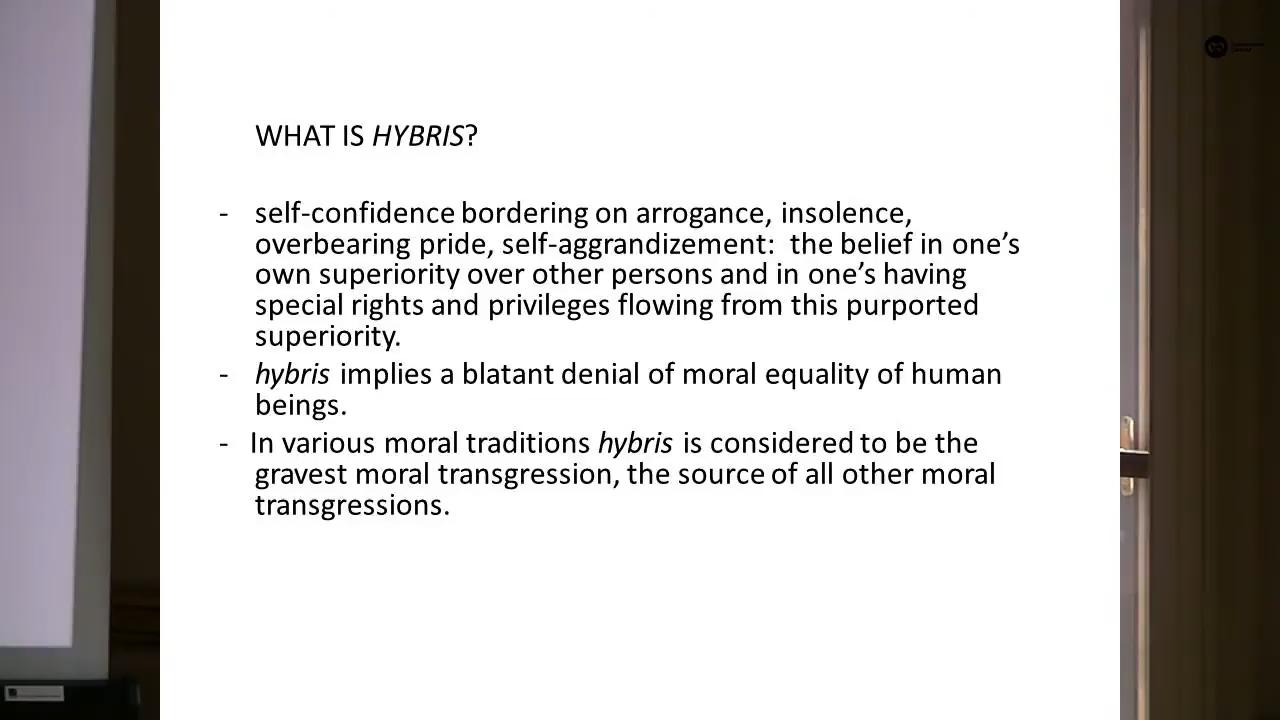 WHAT IS HYBRIS?
- self-confidence bordering on arrogance, insolence,
overbearing pride, self-aggrandizement: the belief in one’s
own superiority over other persons and in one’s having
special rights and privileges flowing from this purported
superiority.
- hybris implies a blatant denial of moral equality of human
beings.
- In various moral traditions hybris is considered to be the
gravest moral transgression, the source of all other moral
transgressions.